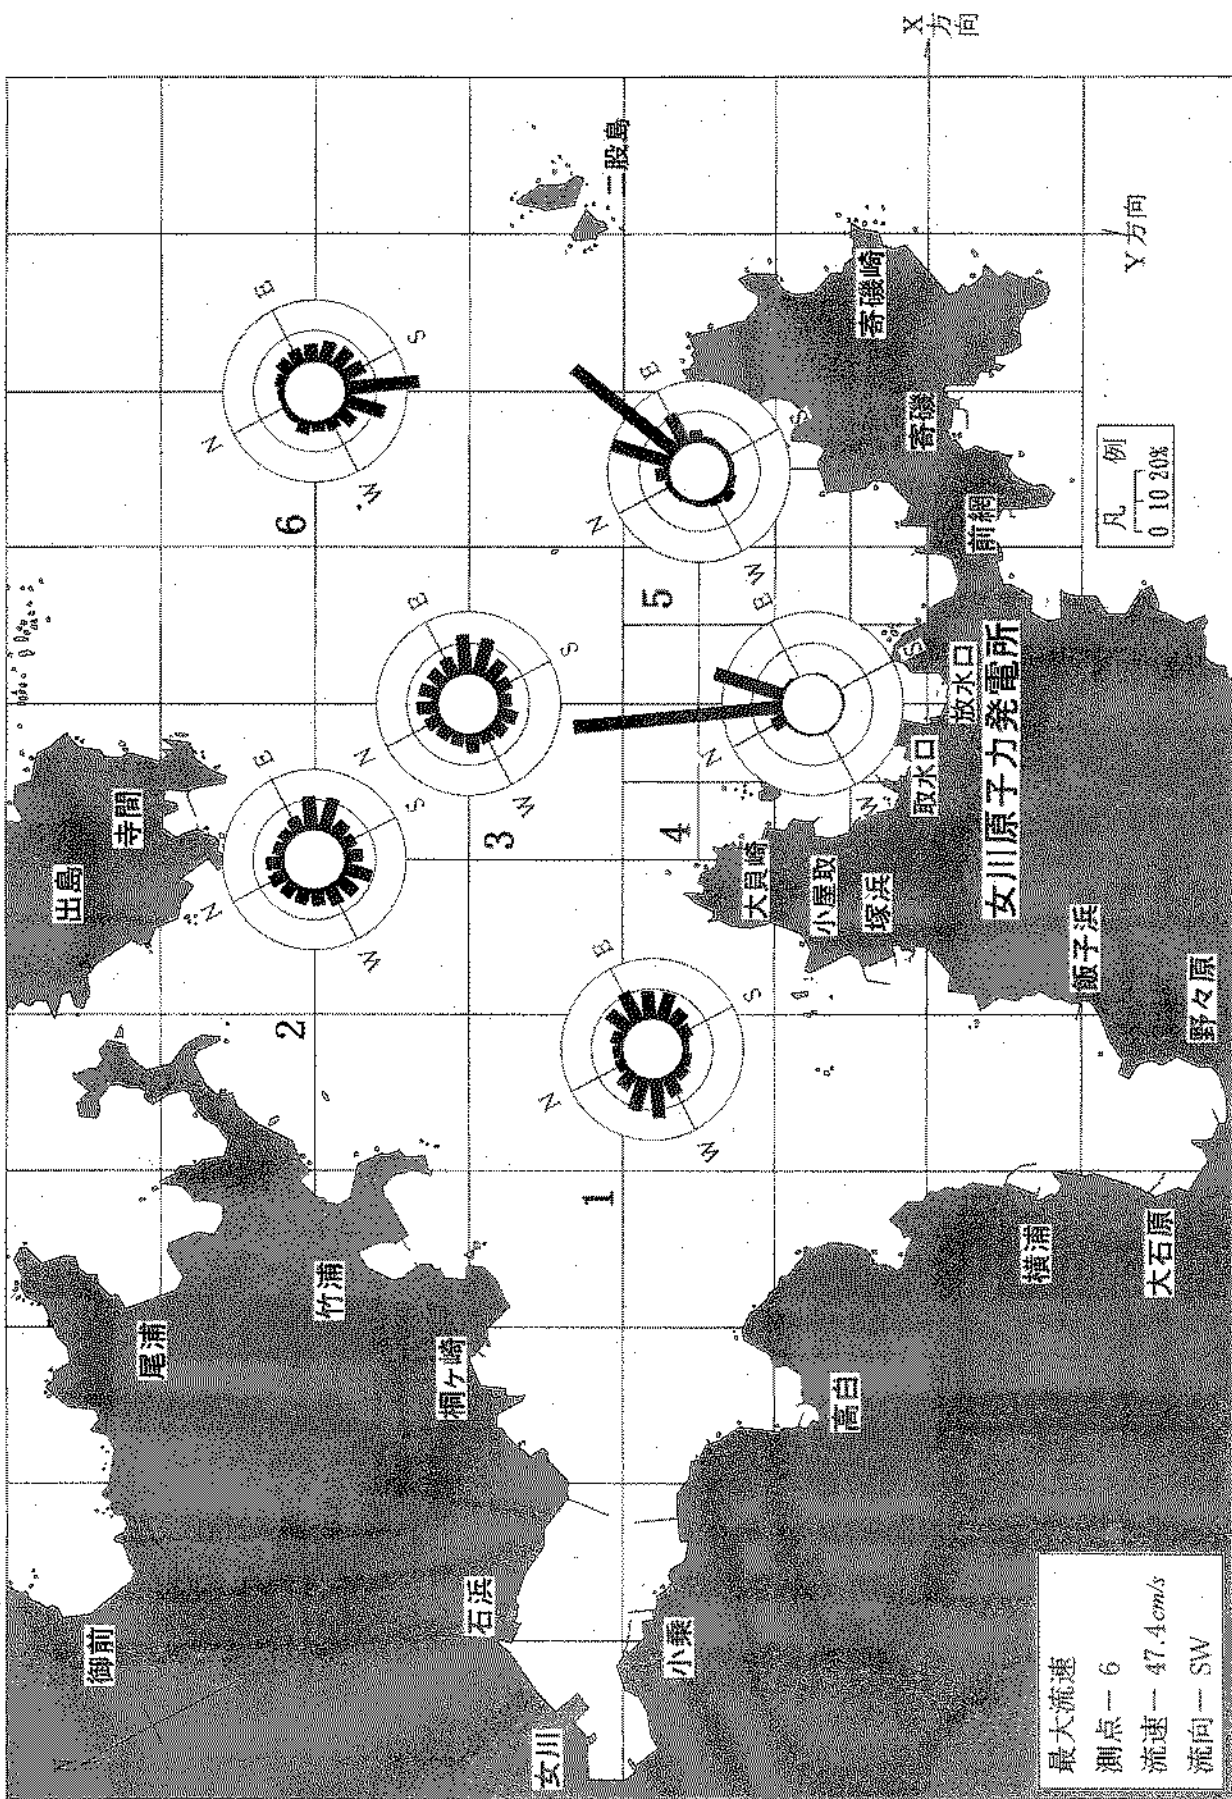 X方向
Y方向
二股島
寄磯崎
寄磯
前網
凡 例
0 10 20%
放水口
取水口
女川原子力発電所
大貝崎
小屋取
塚浜
飯子浜
野々原
出島
寺間
尾浦
竹浦
桐ヶ崎
横浦
大石原
高白
御前
石浜
小乗
女川
N
1
N
E
S
W
2
N
E
S
W
3
N
E
S
W
4
N
E
S
W
5
N
E
S
W
6
N
E
S
W
最大流速
測点－6
流速－47.4cm/s
流向－SW